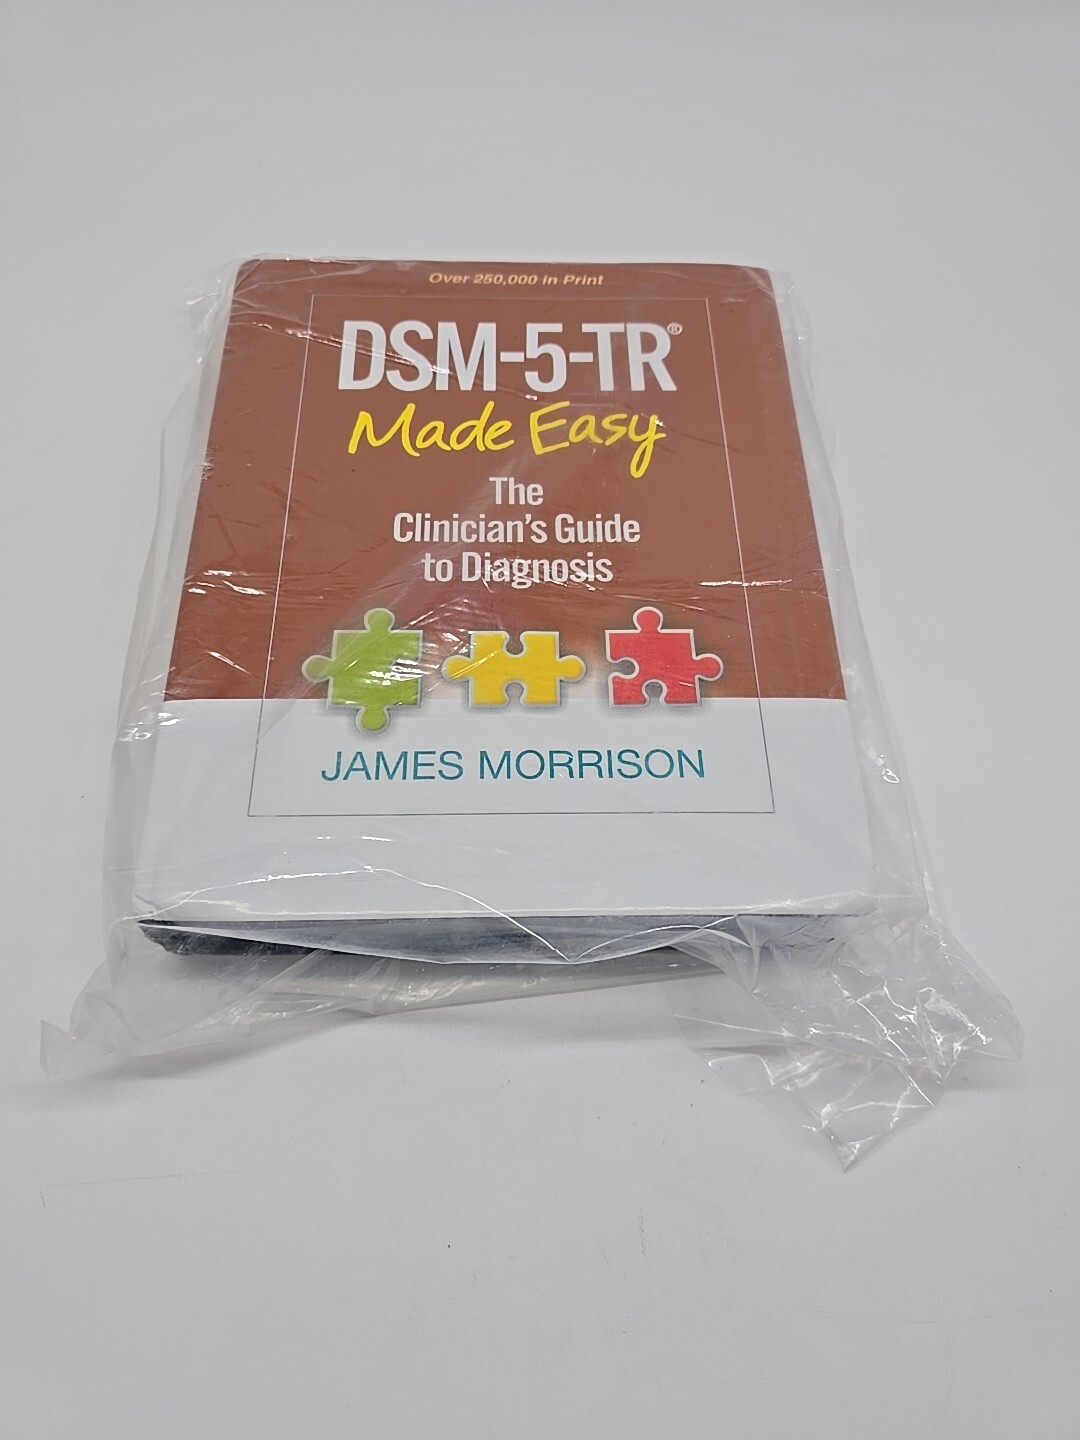 Over 250,000 in Print
DSM-5-TR®
Made Easy
The
Clinician's Guide
to Diagnosis
JAMES MORRISON